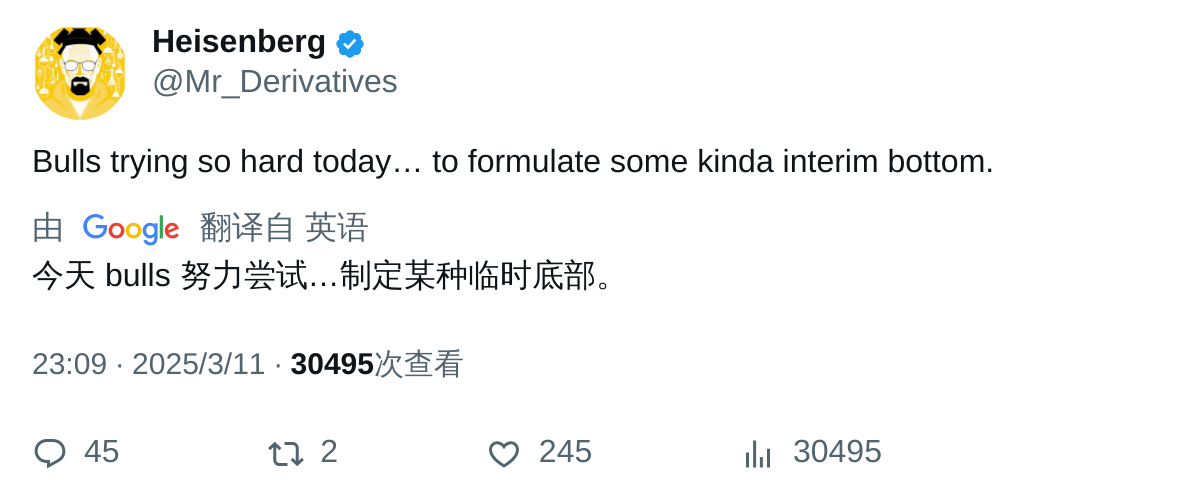 Heisenberg
@Mr_Derivatives
Bulls trying so hard today… to formulate some kinda interim bottom.
由 Google 翻译自 英语
今天 bulls 努力尝试…制定某种临时底部。
23:09 · 2025/3/11 · 30495次查看
45 2 245 30495